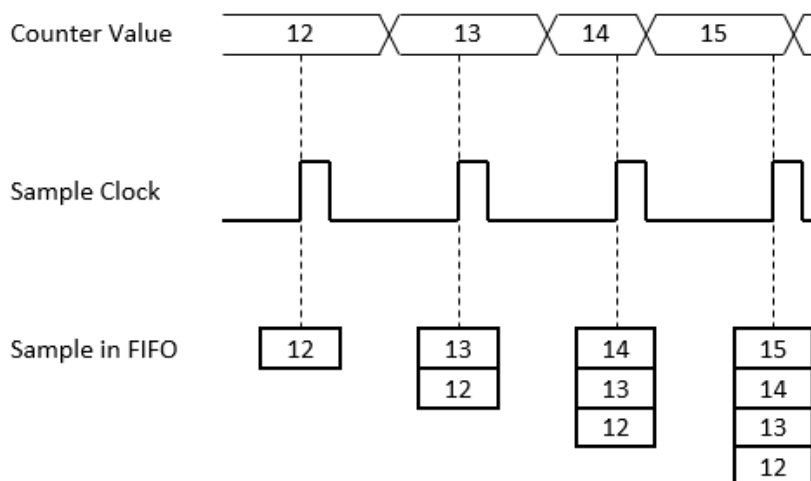 Counter Value 12 13 14 15
Sample Clock
Sample in FIFO 12 13 14 15
12 13 14
12 13
12